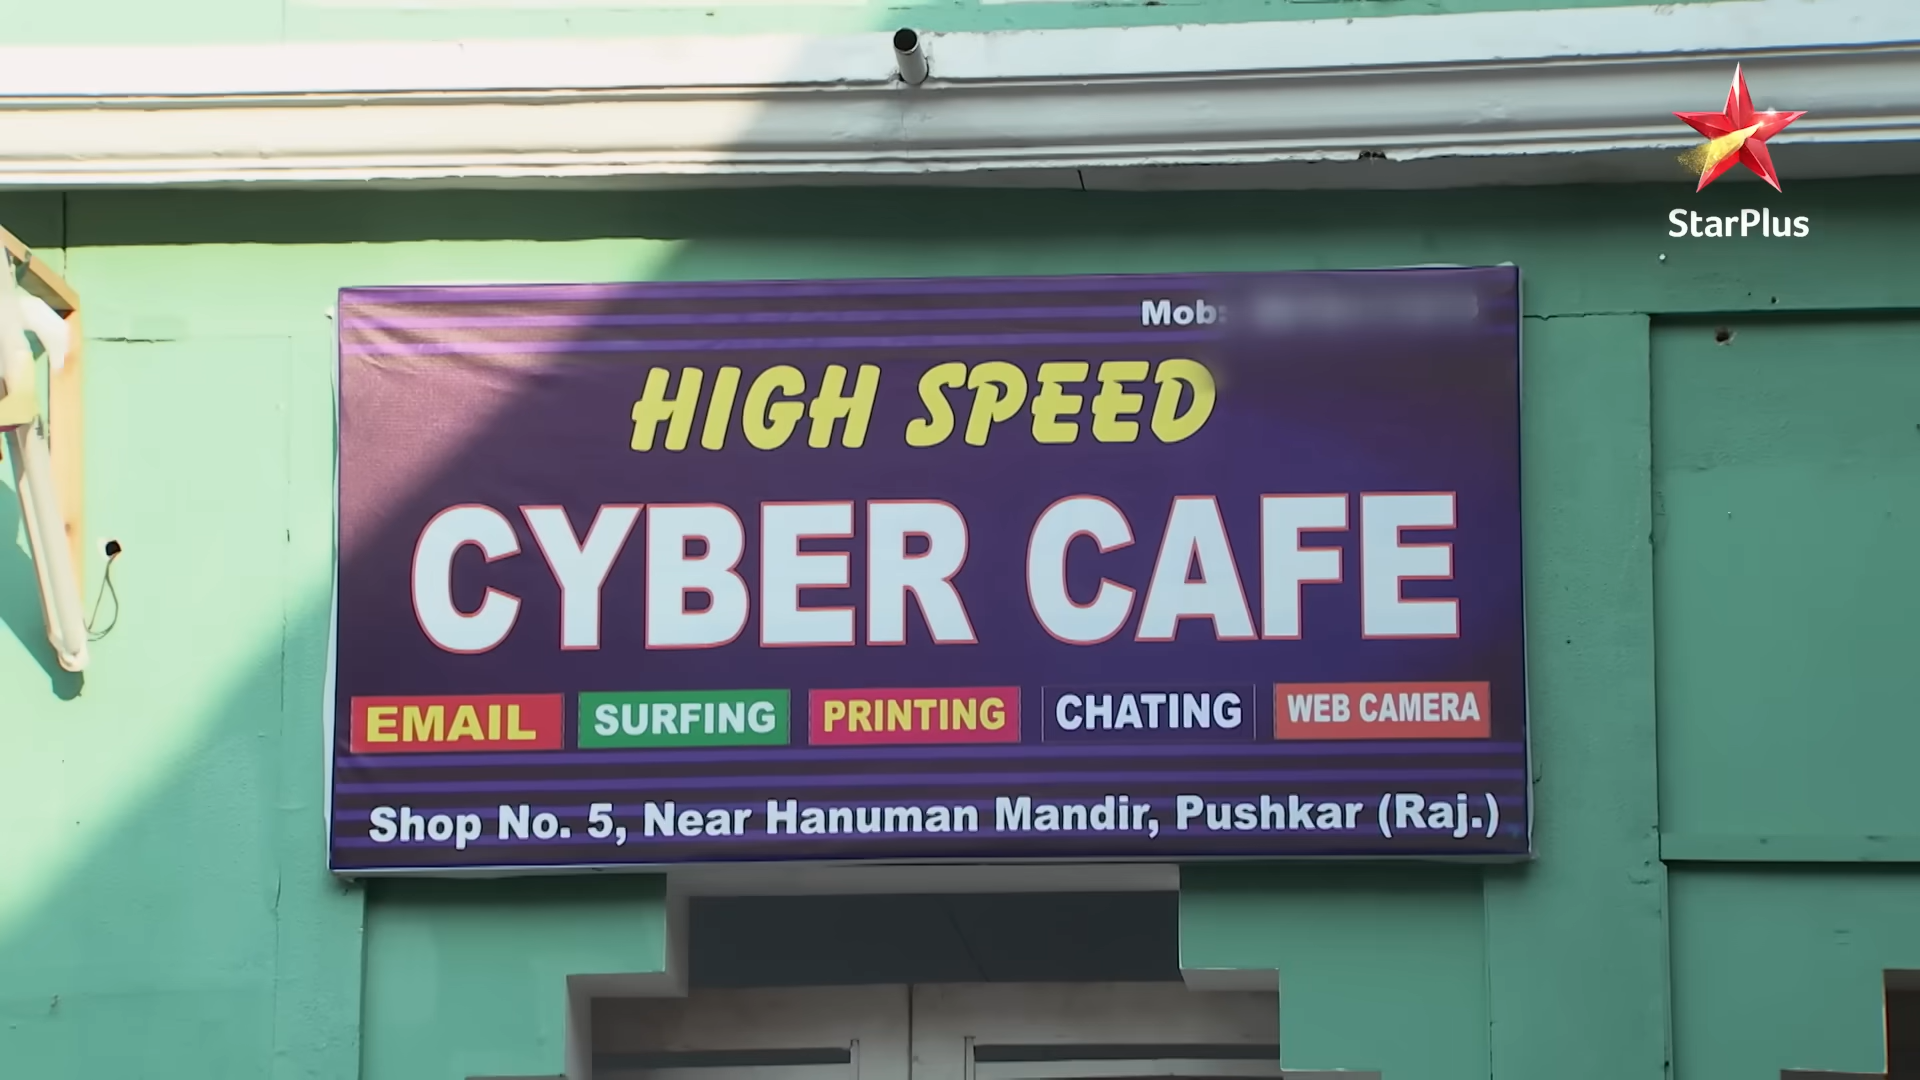 StarPlus
Mob:
HIGH SPEED
CYBER CAFE
EMAIL SURFING PRINTING CHATING WEB CAMERA
Shop No. 5, Near Hanuman Mandir, Pushkar (Raj.)